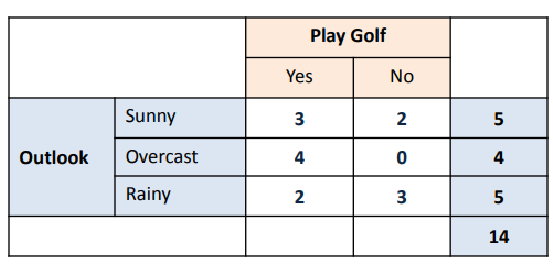 Play Golf
Yes No
Sunny 3 2 5
Outlook Overcast 4 0 4
Rainy 2 3 5
14